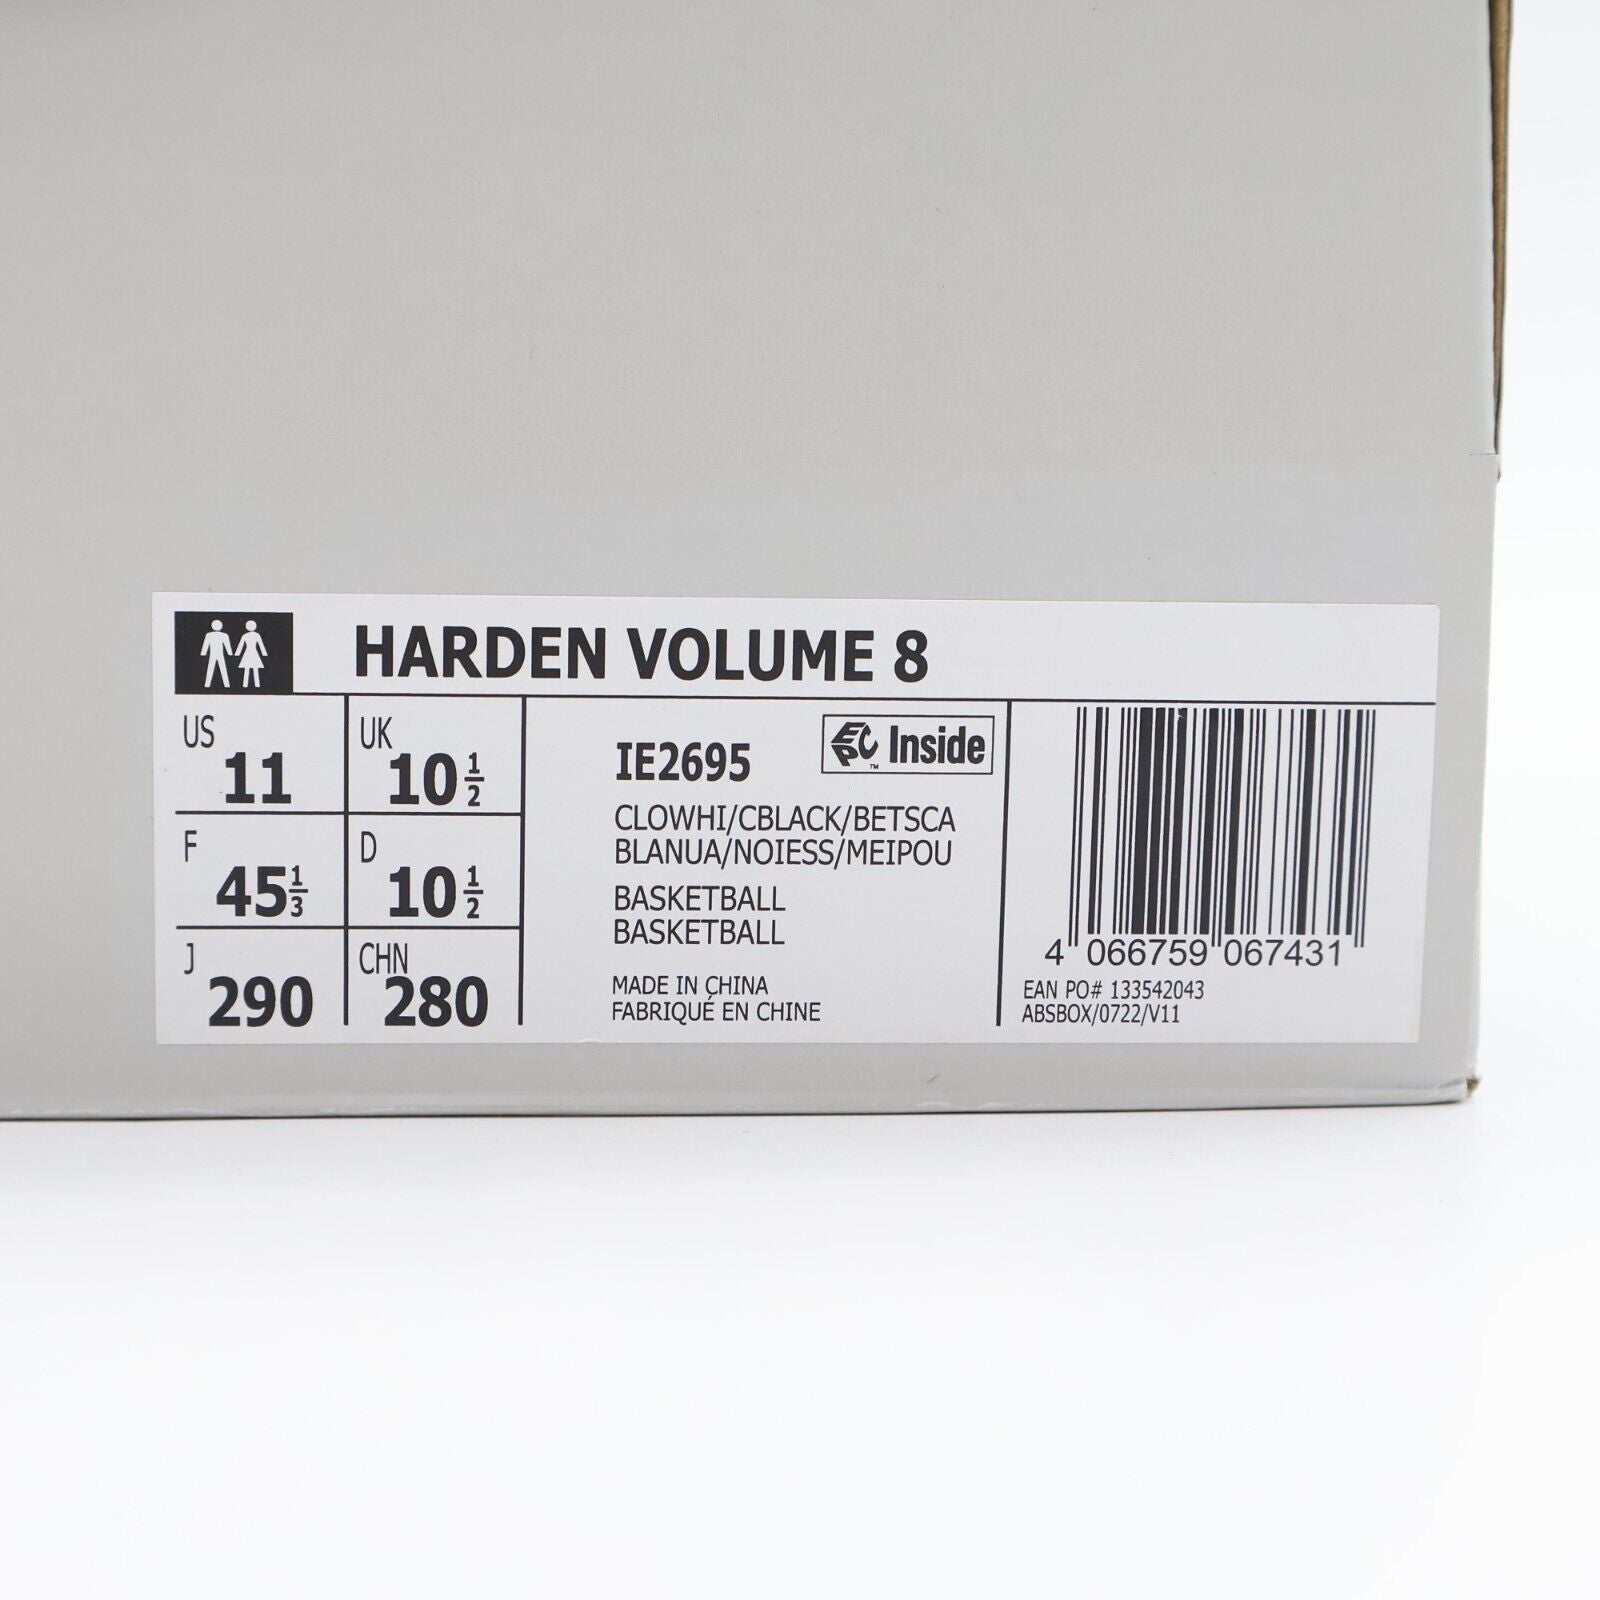 HARDEN VOLUME 8
US 11 UK 10 1/2
F 45 1/3 D 10 1/2
J 290 CHN 280
IE2695 EPC Inside ™
CLOWHI/CBLACK/BETSCA
BLANUA/NOIESS/MEIPOU
BASKETBALL
BASKETBALL
MADE IN CHINA
FABRIQUÉ EN CHINE
4 066759 067431
EAN PO# 133542043
ABSBOX/0722/V11